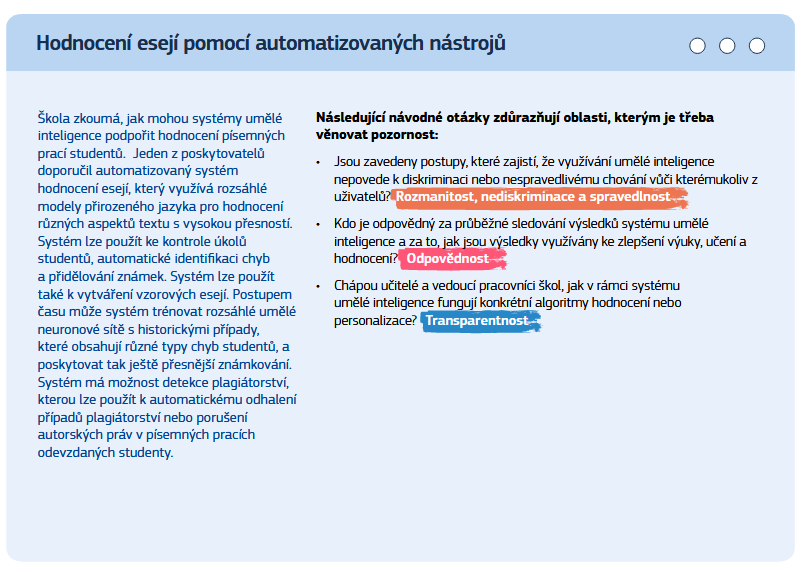 Hodnocení esejí pomocí automatizovaných nástrojů
Škola zkoumá, jak mohou systémy umělé
inteligence podpořit hodnocení písemných
prací studentů.  Jeden z poskytovatelů
doporučil automatizovaný systém
hodnocení esejí, který využívá rozsáhlé
modely přirozeného jazyka pro hodnocení
různých aspektů textu s vysokou přesností.
Systém lze použít ke kontrole úkolů
studentů, automatické identifikaci chyb
a přidělování známek. Systém lze použít
také k vytváření vzorových esejí. Postupem
času může systém trénovat rozsáhlé umělé
neuronové sítě s historickými případy,
které obsahují různé typy chyb studentů, a
poskytovat tak ještě přesnější známkování.
Systém má možnost detekce plagiátorství,
kterou lze použít k automatickému odhalení
případů plagiátorství nebo porušení
autorských práv v písemných pracích
odevzdaných studenty.
Následující návodné otázky zdůrazňují oblasti, kterým je třeba
věnovat pozornost:
• Jsou zavedeny postupy, které zajistí, že využívání umělé inteligence
nepovede k diskriminaci nebo nespravedlivému chování vůči kterémukoliv z
uživatelů? Rozmanitost, nediskriminace a spravedlnost
• Kdo je odpovědný za průběžné sledování výsledků systému umělé
inteligence a za to, jak jsou výsledky využívány ke zlepšení výuky, učení a
hodnocení? Odpovědnost
• Chápou učitelé a vedoucí pracovníci škol, jak v rámci systému
umělé inteligence fungují konkrétní algoritmy hodnocení nebo
personalizace? Transparentnost